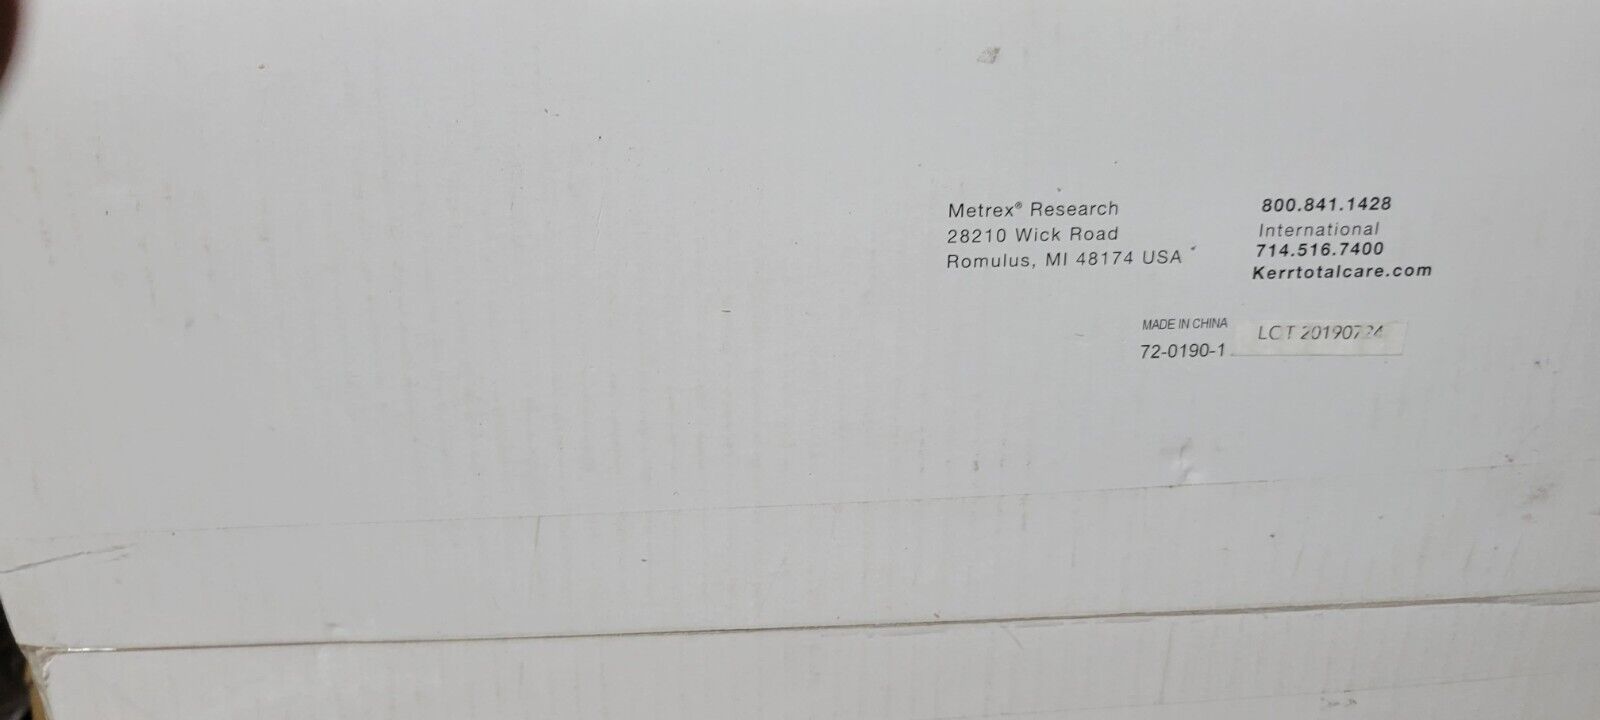 Metrex® Research
28210 Wick Road
Romulus, MI 48174 USA
800.841.1428
International
714.516.7400
Kerrtotalcare.com
MADE IN CHINA
72-0190-1
LOT 20190724